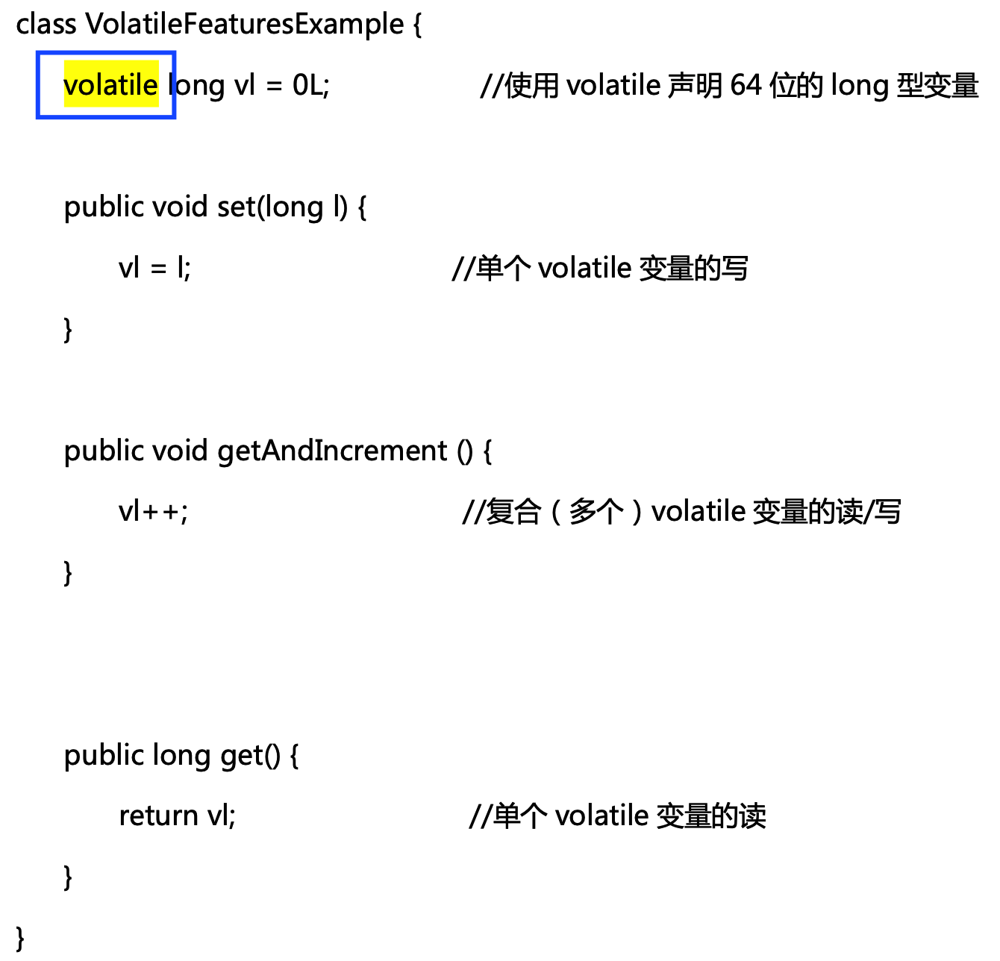 class VolatileFeaturesExample {
volatile long vl = 0L; //使用 volatile 声明 64 位的 long 型变量
public void set(long l) {
vl = l; //单个 volatile 变量的写
}
public void getAndIncrement () {
vl++; //复合（多个）volatile 变量的读/写
}
public long get() {
return vl; //单个 volatile 变量的读
}
}